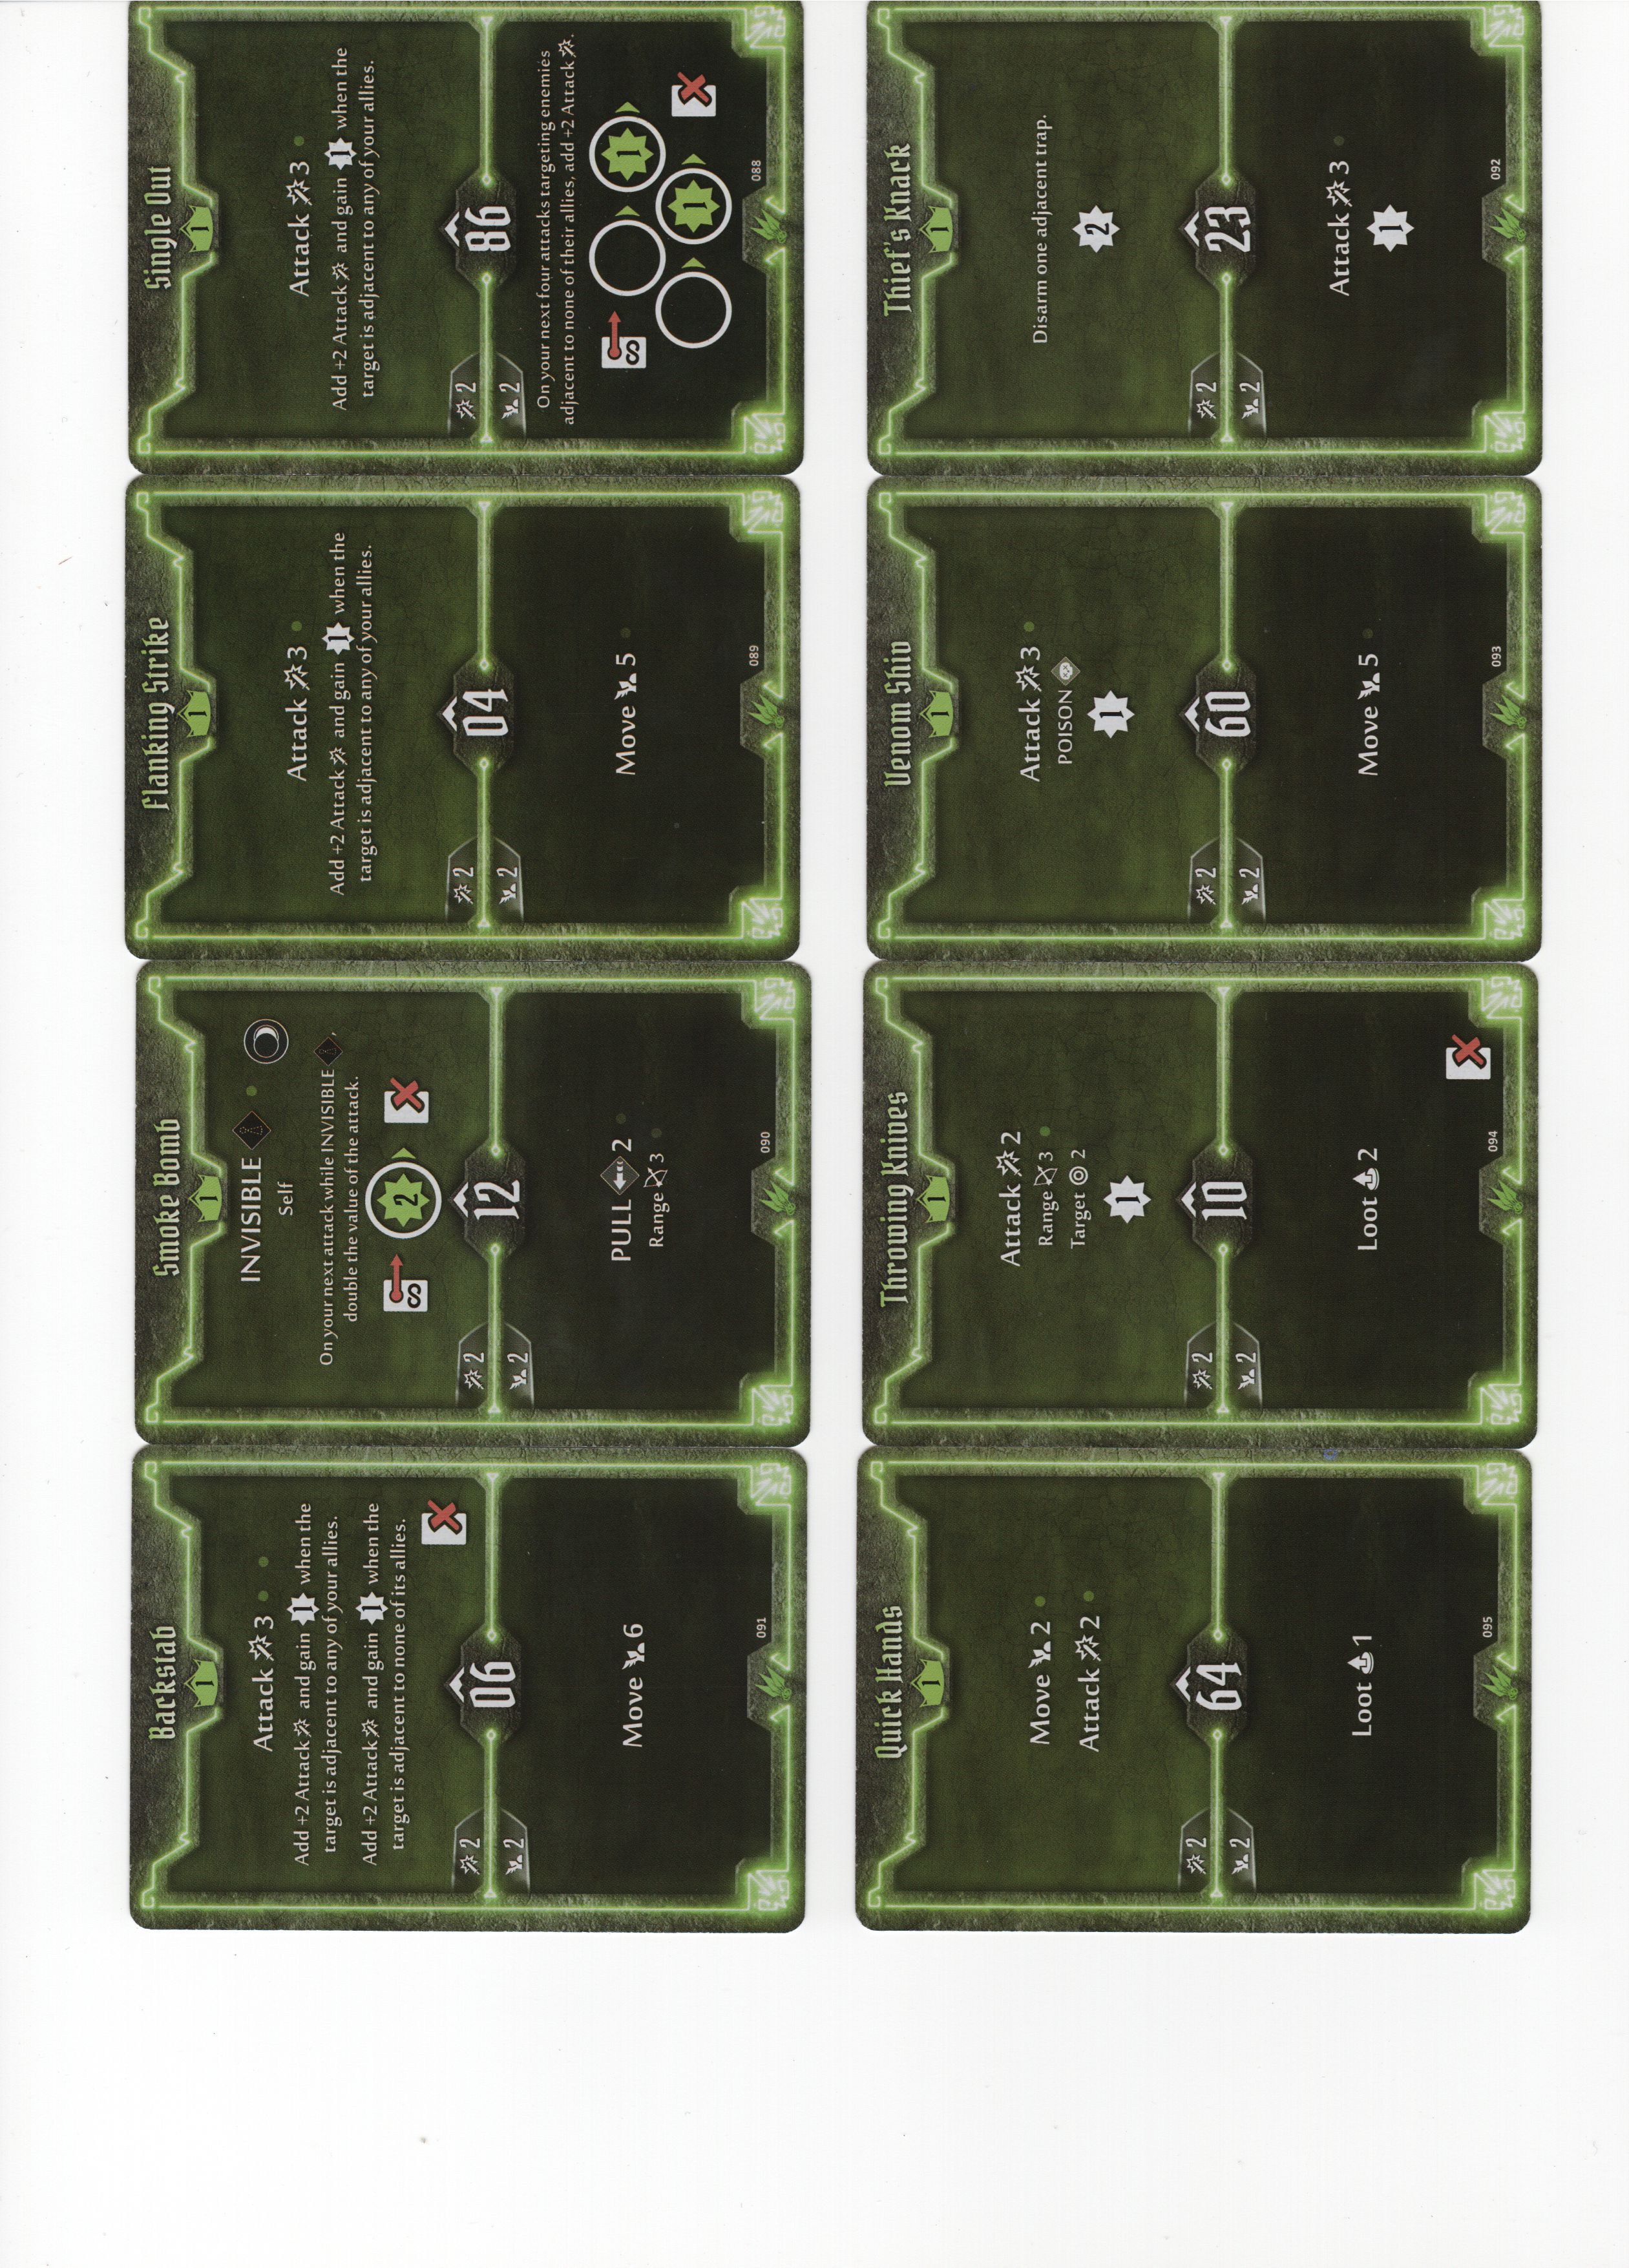 Backstab
1
Attack 3
Add +2 Attack and gain 1 when the
target is adjacent to any of your allies.
Add +2 Attack and gain 1 when the
target is adjacent to none of its allies.
2
06
2
Move 6
091
Smoke Bomb
1
INVISIBLE
Self
On your next attack while INVISIBLE ,
double the value of the attack.
2
2
12
2
PULL 2
Range 3
090
Flanking Strike
1
Attack 3
Add +2 Attack and gain 1 when the
target is adjacent to any of your allies.
2
04
2
Move 5
089
Single Out
1
Attack 3
Add +2 Attack and gain 1 when the
target is adjacent to any of your allies.
2
86
2
On your next four attacks targeting enemies
adjacent to none of their allies, add +2 Attack .
1
1
088
Quick Hands
1
Move 2
Attack 2
2
64
2
Loot 1
095
Throwing Knives
1
Attack 2
Range 3
Target 2
1
2
10
2
Loot 2
094
Venom Shiv
1
Attack 3
POISON
1
2
60
2
Move 5
093
Thief's Knack
1
Disarm one adjacent trap.
2
2
23
2
Attack 3
1
092